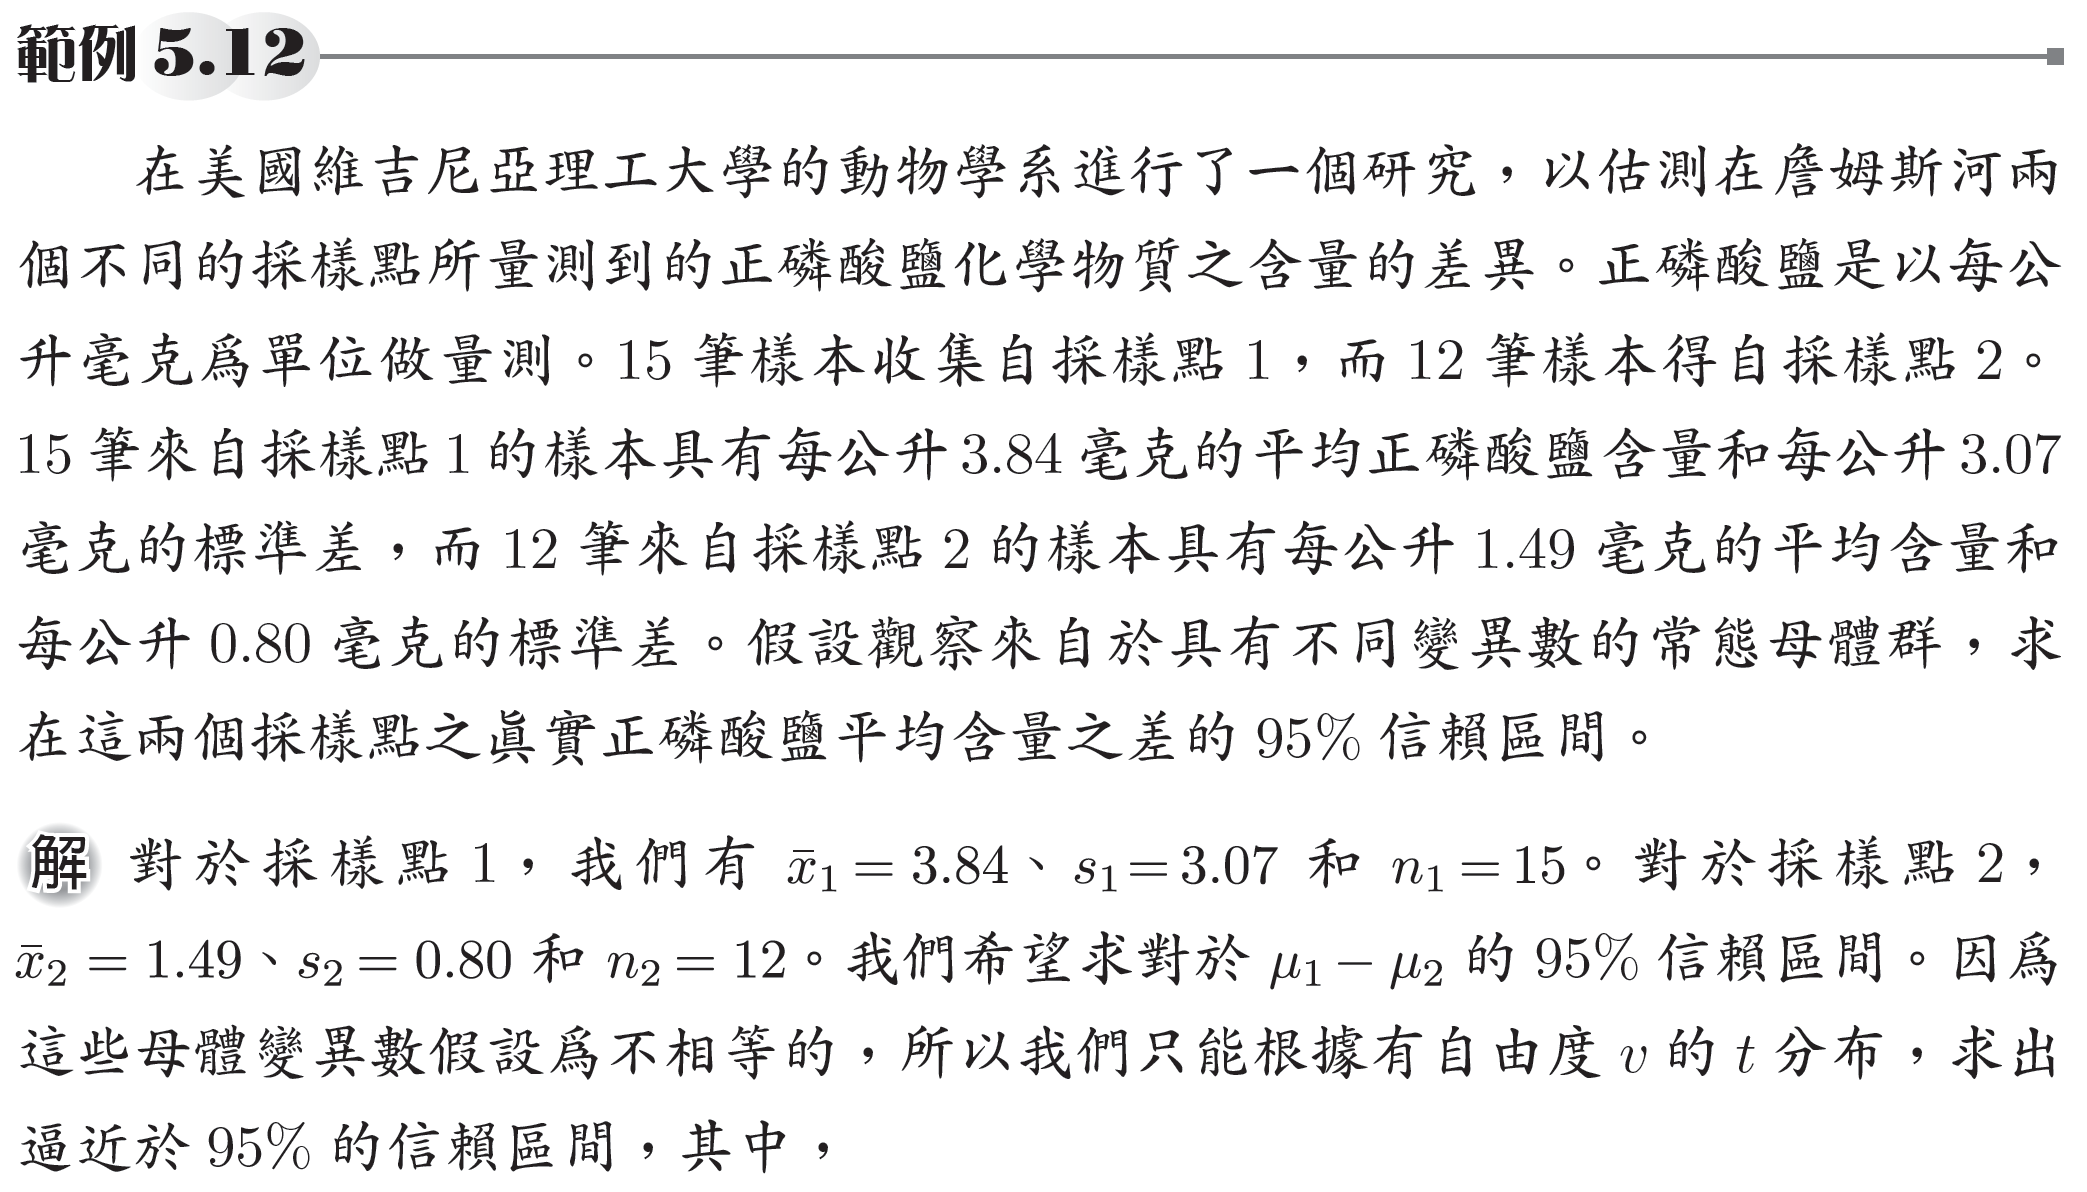 範例 5.12
在美國維吉尼亞理工大學的動物學系進行了一個研究，以估測在詹姆斯河兩
個不同的採樣點所量測到的正磷酸鹽化學物質之含量的差異。正磷酸鹽是以每公
升毫克為單位做量測。15 筆樣本收集自採樣點 1，而 12 筆樣本得自採樣點 2。
15 筆來自採樣點 1 的樣本具有每公升 3.84 毫克的平均正磷酸鹽含量和每公升 3.07
毫克的標準差，而 12 筆來自採樣點 2 的樣本具有每公升 1.49 毫克的平均含量和
每公升 0.80 毫克的標準差。假設觀察來自於具有不同變異數的常態母體群，求
在這兩個採樣點之真實正磷酸鹽平均含量之差的 95% 信賴區間。
解 對於採樣點 1，我們有 x̄₁ = 3.84、s₁ = 3.07 和 n₁ = 15。對於採樣點 2，
x̄₂ = 1.49、s₂ = 0.80 和 n₂ = 12。我們希望求對於 μ₁ − μ₂ 的 95% 信賴區間。因為
這些母體變異數假設為不相等的，所以我們只能根據有自由度 v 的 t 分布，求出
逼近於 95% 的信賴區間，其中，